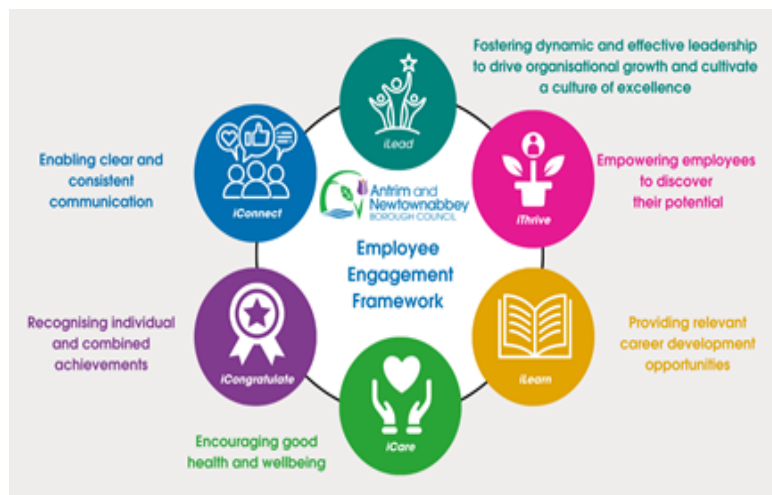 Fostering dynamic and effective leadership
to drive organisational growth and cultivate
a culture of excellence
iLead
Enabling clear and
consistent
communication
iConnect
Antrim and
Newtownabbey
BOROUGH COUNCIL
Employee
Engagement
Framework
iThrive
Empowering employees
to discover
their potential
Recognising individual
and combined
achievements
iCongratulate
iLearn
Providing relevant
career development
opportunities
Encouraging good
health and wellbeing
iCare